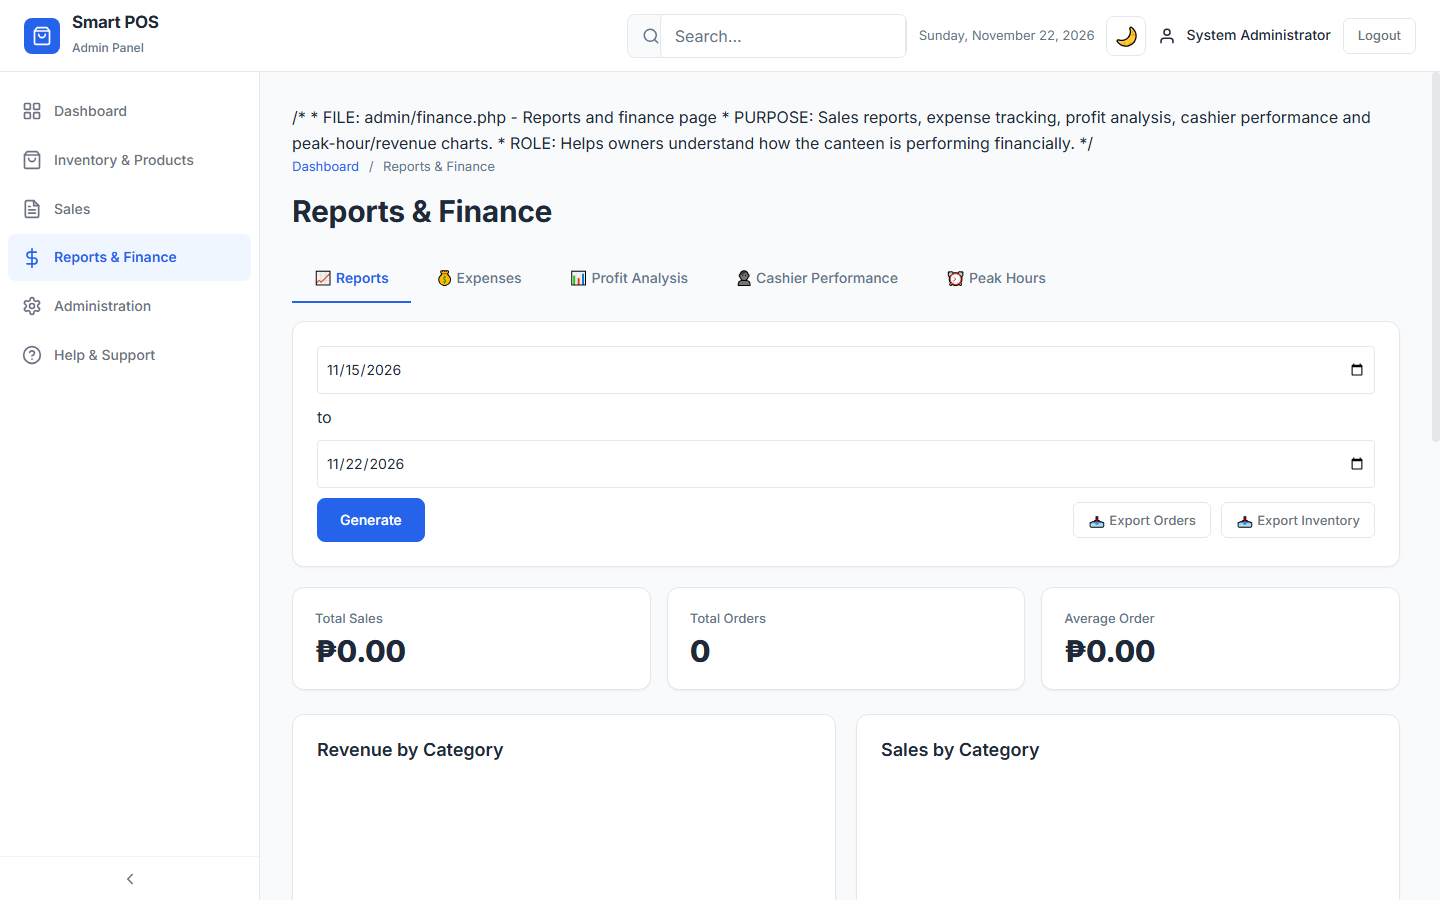 Smart POS
Admin Panel
Search...
Sunday, November 22, 2026
System Administrator
Logout
Dashboard
Inventory & Products
Sales
Reports & Finance
Administration
Help & Support
/* * FILE: admin/finance.php - Reports and finance page * PURPOSE: Sales reports, expense tracking, profit analysis, cashier performance and
peak-hour/revenue charts. * ROLE: Helps owners understand how the canteen is performing financially. */
Dashboard / Reports & Finance
Reports & Finance
Reports
Expenses
Profit Analysis
Cashier Performance
Peak Hours
11/15/2026
to
11/22/2026
Generate
Export Orders
Export Inventory
Total Sales
₱0.00
Total Orders
0
Average Order
₱0.00
Revenue by Category
Sales by Category